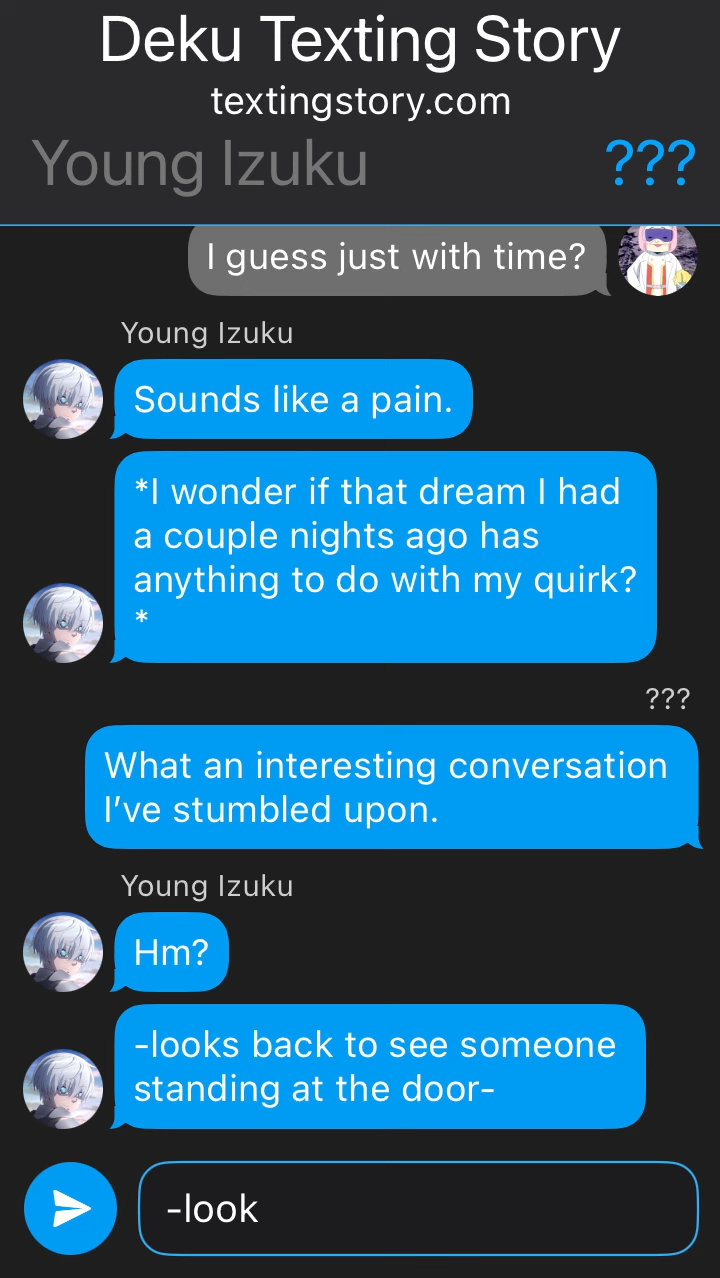 Deku Texting Story
textingstory.com
Young Izuku
???
I guess just with time?
Young Izuku
Sounds like a pain.
*I wonder if that dream I had
a couple nights ago has
anything to do with my quirk?
*
???
What an interesting conversation
I’ve stumbled upon.
Young Izuku
Hm?
-looks back to see someone
standing at the door-
-look